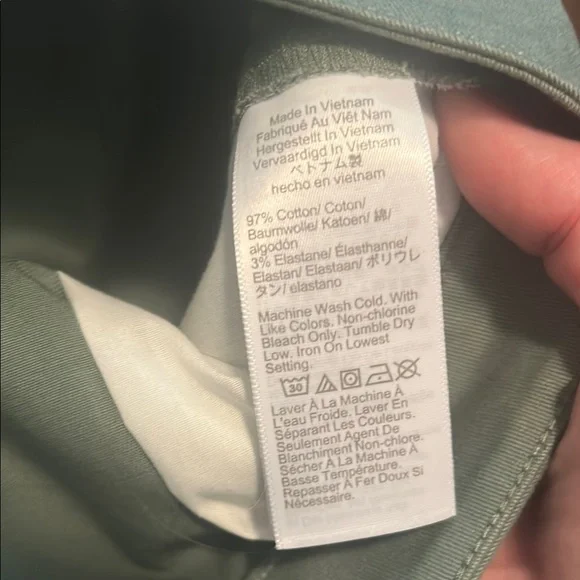 Made In Vietnam
Fabriqué Au Viêt Nam
Hergestellt In Vietnam
Vervaardigd In Vietnam
ベトナム製
hecho en vietnam
97% Cotton/ Coton/
Baumwolle/ Katoen/ 綿/
algodón
3% Elastane/ Élasthanne/
Elastan/ Elastaan/ ポリウレ
タン/ elastano
Machine Wash Cold. With
Like Colors. Non-chlorine
Bleach Only. Tumble Dry
Low. Iron On Lowest
Setting.
30
Laver À La Machine À
L'eau Froide. Laver En
Séparant Les Couleurs.
Seulement Agent De
Blanchiment Non-chlore.
Sécher À La Machine À
Basse Température.
Repasser À Fer Doux Si
Nécessaire.